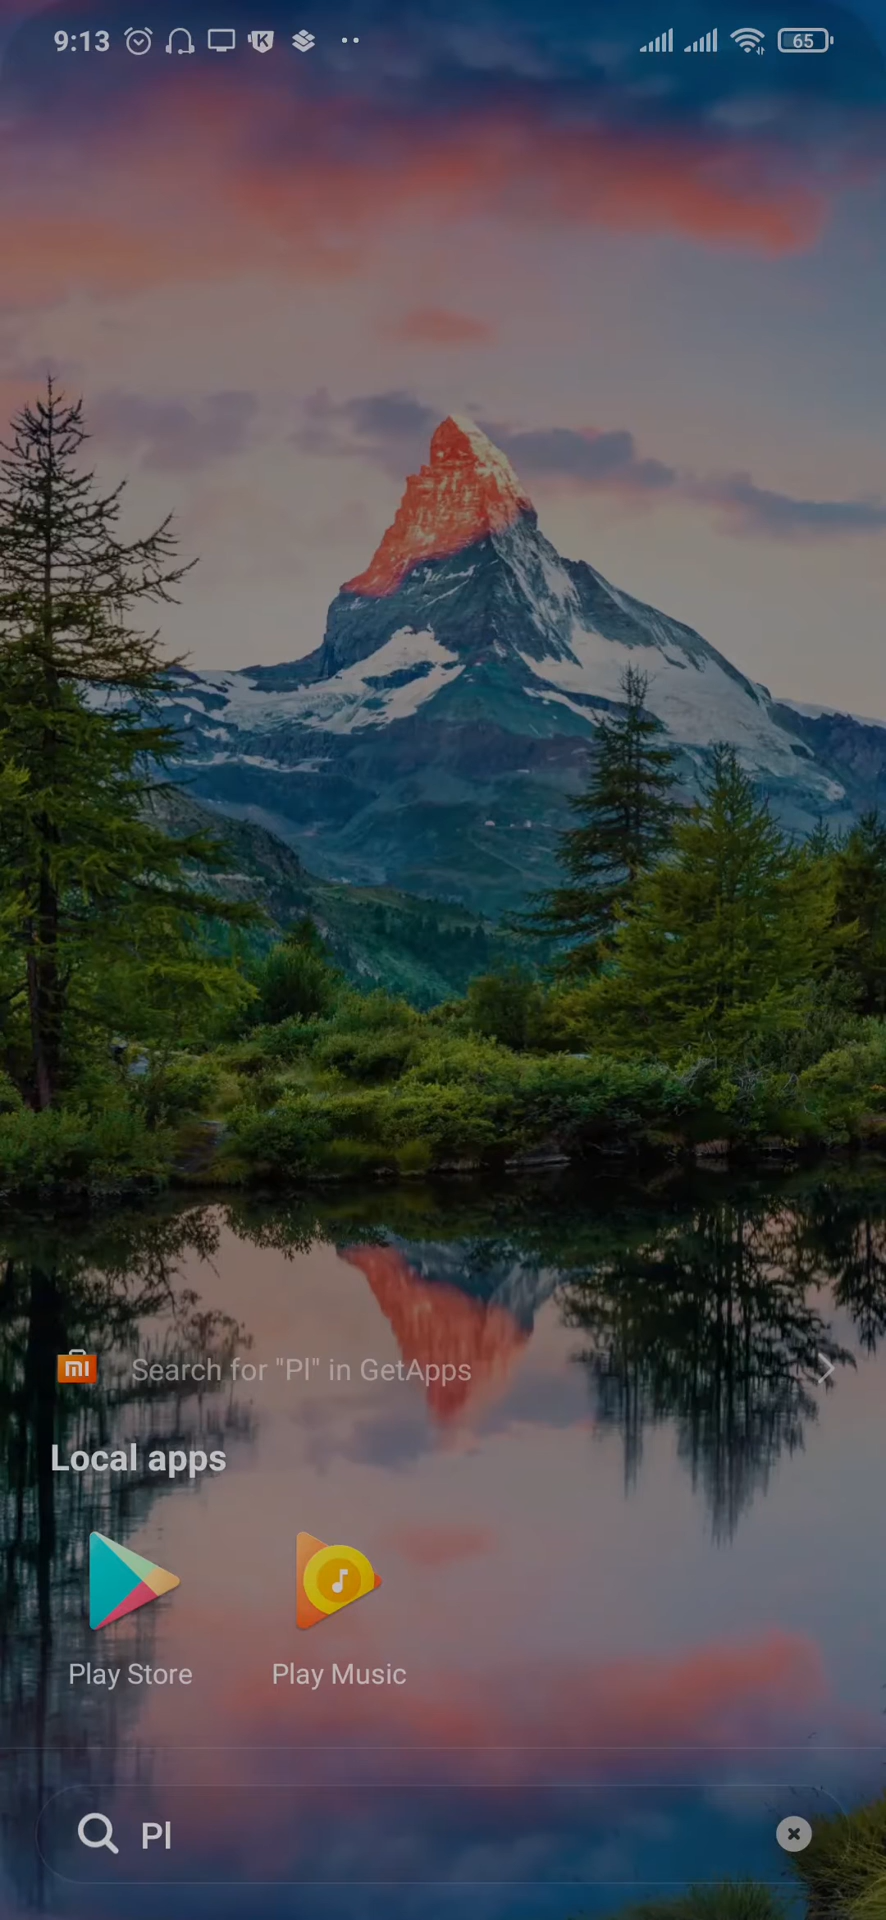 9:13 65
Search for "Pl" in GetApps
Local apps
Play Store Play Music
Pl